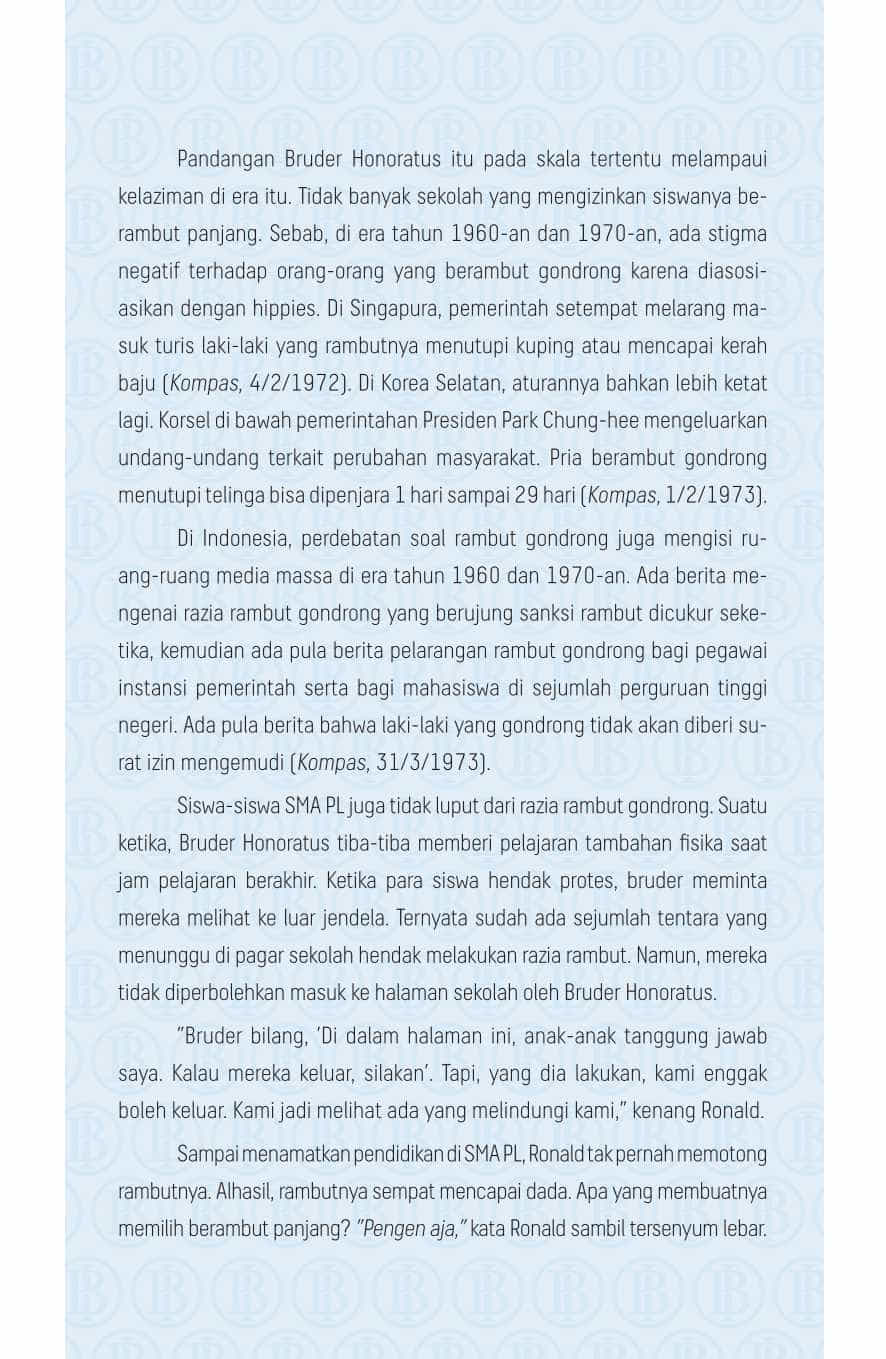 Pandangan Bruder Honoratus itu pada skala tertentu melampaui
kelaziman di era itu. Tidak banyak sekolah yang mengizinkan siswanya be-
rambut panjang. Sebab, di era tahun 1960-an dan 1970-an, ada stigma
negatif terhadap orang-orang yang berambut gondrong karena diasosi-
asikan dengan hippies. Di Singapura, pemerintah setempat melarang ma-
suk turis laki-laki yang rambutnya menutupi kuping atau mencapai kerah
baju (Kompas, 4/2/1972). Di Korea Selatan, aturannya bahkan lebih ketat
lagi. Korsel di bawah pemerintahan Presiden Park Chung-hee mengeluarkan
undang-undang terkait perubahan masyarakat. Pria berambut gondrong
menutupi telinga bisa dipenjara 1 hari sampai 29 hari (Kompas, 1/2/1973).
Di Indonesia, perdebatan soal rambut gondrong juga mengisi ru-
ang-ruang media massa di era tahun 1960 dan 1970-an. Ada berita me-
ngenai razia rambut gondrong yang berujung sanksi rambut dicukur seke-
tika, kemudian ada pula berita pelarangan rambut gondrong bagi pegawai
instansi pemerintah serta bagi mahasiswa di sejumlah perguruan tinggi
negeri. Ada pula berita bahwa laki-laki yang gondrong tidak akan diberi su-
rat izin mengemudi (Kompas, 31/3/1973).
Siswa-siswa SMA PL juga tidak luput dari razia rambut gondrong. Suatu
ketika, Bruder Honoratus tiba-tiba memberi pelajaran tambahan fisika saat
jam pelajaran berakhir. Ketika para siswa hendak protes, bruder meminta
mereka melihat ke luar jendela. Ternyata sudah ada sejumlah tentara yang
menunggu di pagar sekolah hendak melakukan razia rambut. Namun, mereka
tidak diperbolehkan masuk ke halaman sekolah oleh Bruder Honoratus.
"Bruder bilang, 'Di dalam halaman ini, anak-anak tanggung jawab
saya. Kalau mereka keluar, silakan'. Tapi, yang dia lakukan, kami enggak
boleh keluar. Kami jadi melihat ada yang melindungi kami," kenang Ronald.
Sampai menamatkan pendidikan di SMA PL, Ronald tak pernah memotong
rambutnya. Alhasil, rambutnya sempat mencapai dada. Apa yang membuatnya
memilih berambut panjang? "Pengen aja," kata Ronald sambil tersenyum lebar.